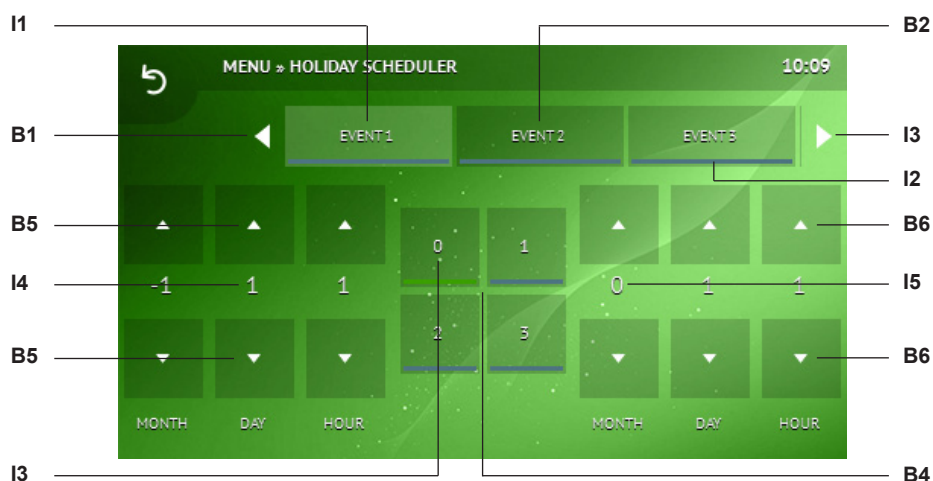 I1 B2
MENU » HOLIDAY SCHEDULER 10:09
B1 EVENT 1 EVENT 2 EVENT 3 I3
I2
B5 B6
0 1
I4 -1 1 1 0 1 1 I5
2 3
B5 B6
MONTH DAY HOUR MONTH DAY HOUR
I3 B4